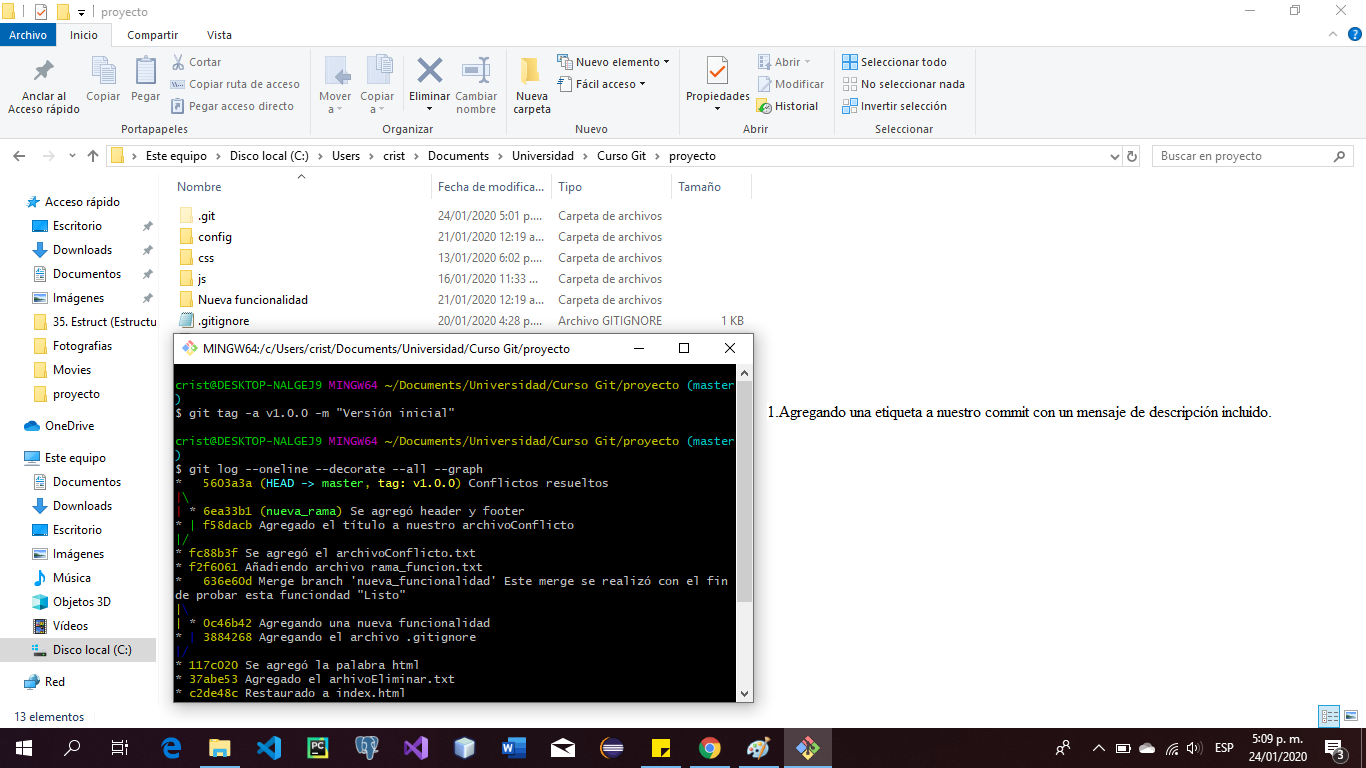 proyecto
Archivo Inicio Compartir Vista
Anclar al Acceso rápido
Copiar
Pegar
Cortar
Copiar ruta de acceso
Pegar acceso directo
Portapapeles
Mover a
Copiar a
Eliminar
Cambiar nombre
Organizar
Nueva carpeta
Nuevo elemento
Fácil acceso
Nuevo
Propiedades
Abrir
Modificar
Historial
Abrir
Seleccionar todo
No seleccionar nada
Invertir selección
Seleccionar
Este equipo > Disco local (C:) > Users > crist > Documents > Universidad > Curso Git > proyecto
Buscar en proyecto
Acceso rápido
Escritorio
Downloads
Documentos
Imágenes
35. Estruct (Estructu
Fotografias
Movies
proyecto
OneDrive
Este equipo
Documentos
Downloads
Escritorio
Imágenes
Música
Objetos 3D
Vídeos
Disco local (C:)
Red
Nombre Fecha de modifica... Tipo Tamaño
.git 24/01/2020 5:01 p.... Carpeta de archivos
config 21/01/2020 12:19 a... Carpeta de archivos
css 13/01/2020 6:02 p.... Carpeta de archivos
js 16/01/2020 11:33 ... Carpeta de archivos
Nueva funcionalidad 21/01/2020 12:19 a... Carpeta de archivos
.gitignore 20/01/2020 4:28 p.... Archivo GITIGNORE 1 KB
MINGW64:/c/Users/crist/Documents/Universidad/Curso Git/proyecto
crist@DESKTOP-NALGEJ9 MINGW64 ~/Documents/Universidad/Curso Git/proyecto (master
)
$ git tag -a v1.0.0 -m "Versión inicial"
crist@DESKTOP-NALGEJ9 MINGW64 ~/Documents/Universidad/Curso Git/proyecto (master
)
$ git log --oneline --decorate --all --graph
*   5603a3a (HEAD -> master, tag: v1.0.0) Conflictos resueltos
|\
| * 6ea33b1 (nueva_rama) Se agregó header y footer
* | f58dacb Agregado el título a nuestro archivoConflicto
|/
* fc88b3f Se agregó el archivoConflicto.txt
* f2f6061 Añadiendo archivo rama_funcion.txt
*   636e60d Merge branch 'nueva_funcionalidad' Este merge se realizó con el fin
de probar esta funciondad "Listo"
|\
| * 0c46b42 Agregando una nueva funcionalidad
* | 3884268 Agregando el archivo .gitignore
|/
* 117c020 Se agregó la palabra html
* 37abe53 Agregado el arhivoEliminar.txt
* c2de48c Restaurado a index.html
1.Agregando una etiqueta a nuestro commit con un mensaje de descripción incluido.
13 elementos
ESP
5:09 p. m.
24/01/2020
3